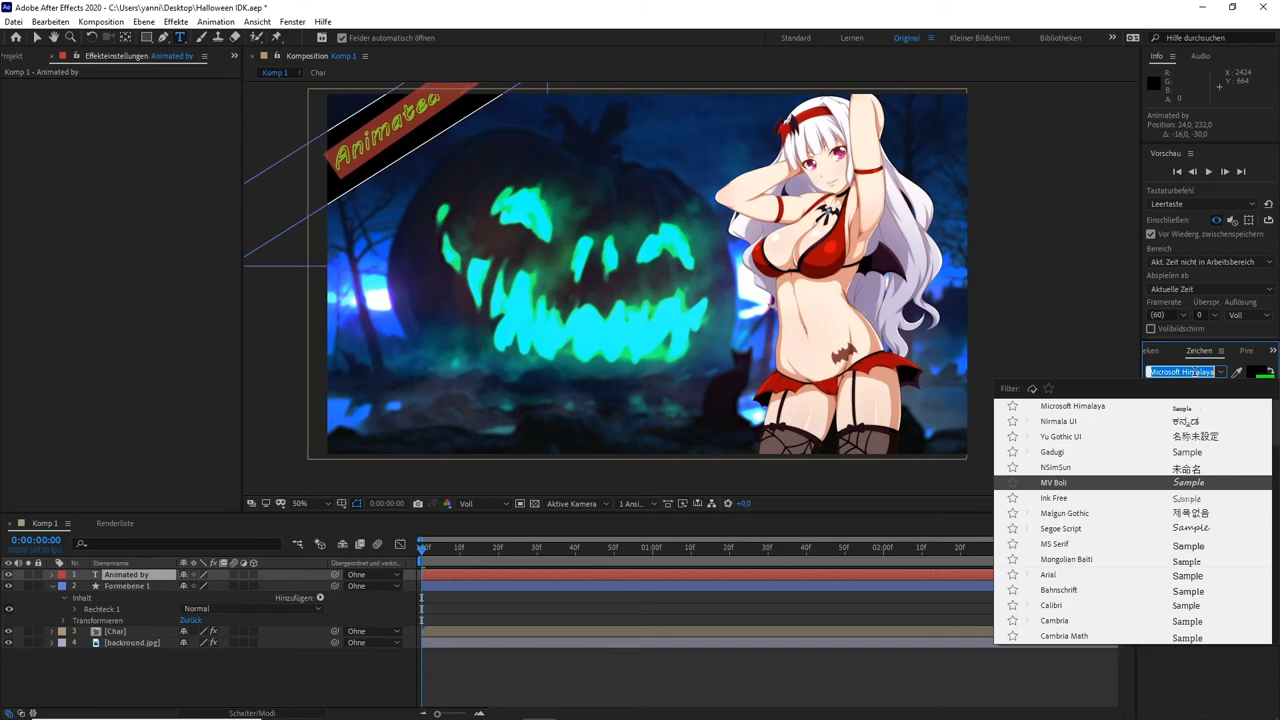 Adobe After Effects 2020 - C:\Users\yanni\Desktop\Halloween IDK.aep *
Datei Bearbeiten Komposition Ebene Effekte Animation Ansicht Fenster Hilfe
Felder automatisch öffnen
Standard Lernen Original Kleiner Bildschirm Bibliotheken Hilfe durchsuchen
Projekt Effekteinstellungen Animated by
Komposition Komp 1
Info Audio
Komp 1 - Animated by
Komp 1 Char
R:
G:
B:
A: 0
X : 2424
Y : 664
Animated by
Position: 24,0, 232,0
Δ: -16,0, -30,0
Animated
Vorschau
Tastaturbefehl
Leertaste
Einschließen:
Vor Wiederg. zwischenspeichern
Bereich
Akt. Zeit nicht in Arbeitsbereich
Abspielen ab
Aktuelle Zeit
Framerate Überspr. Auflösung
(60) 0 Voll
Vollbildschirm
eken Zeichen Pins
Microsoft Himalaya
Filter:
Microsoft Himalaya Sample
Nirmala UI
Yu Gothic UI 名称未設定
Gadugi Sample
NSimSun 未命名
MV Boli Sample
Ink Free Sample
Malgun Gothic 제목없음
Segoe Script Sample
MS Serif Sample
Mongolian Baiti Sample
Arial Sample
Bahnschrift Sample
Calibri Sample
Cambria Sample
Cambria Math Sample
50% 0:00:00:00 Voll Aktive Kamera 1 Ansi... +0,0
Komp 1 Renderliste
0:00:00:00
00000 (60.00 fps)
:00f 10f 20f 30f 40f 50f 01:00f 10f 20f 30f 40f 50f 02:00f 10f 20f
Nr. Ebenenname Übergeordnet und verkn...
1 T Animated by Ohne
2 Formebene 1 Ohne
Inhalt Hinzufügen:
Rechteck 1 Normal
Transformieren Zurück
3 [Char] Ohne
4 [backround.jpg] Ohne
Schalter/Modi